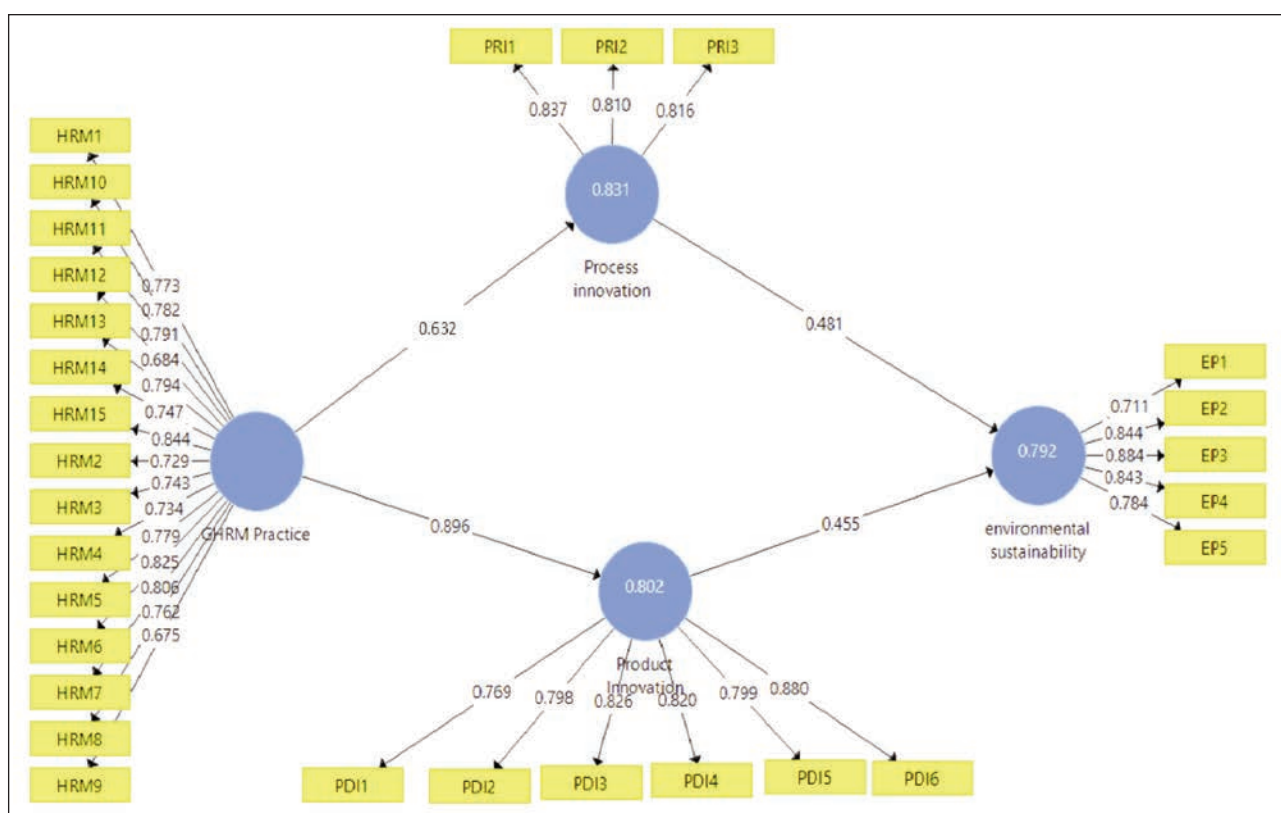 PRI1
PRI2
PRI3
0.837
0.810
0.816
HRM1
HRM10
HRM11
HRM12
HRM13
HRM14
HRM15
HRM2
HRM3
HRM4
HRM5
HRM6
HRM7
HRM8
HRM9
0.773
0.782
0.791
0.684
0.794
0.747
0.844
0.729
0.743
0.734
0.779
0.825
0.806
0.762
0.675
GHRM Practice
0.831
Process
innovation
0.632
0.481
0.896
0.455
0.802
Product
Innovation
0.769
0.798
0.826
0.820
0.799
0.880
PDI1
PDI2
PDI3
PDI4
PDI5
PDI6
0.792
environmental
sustainability
0.711
0.844
0.884
0.843
0.784
EP1
EP2
EP3
EP4
EP5